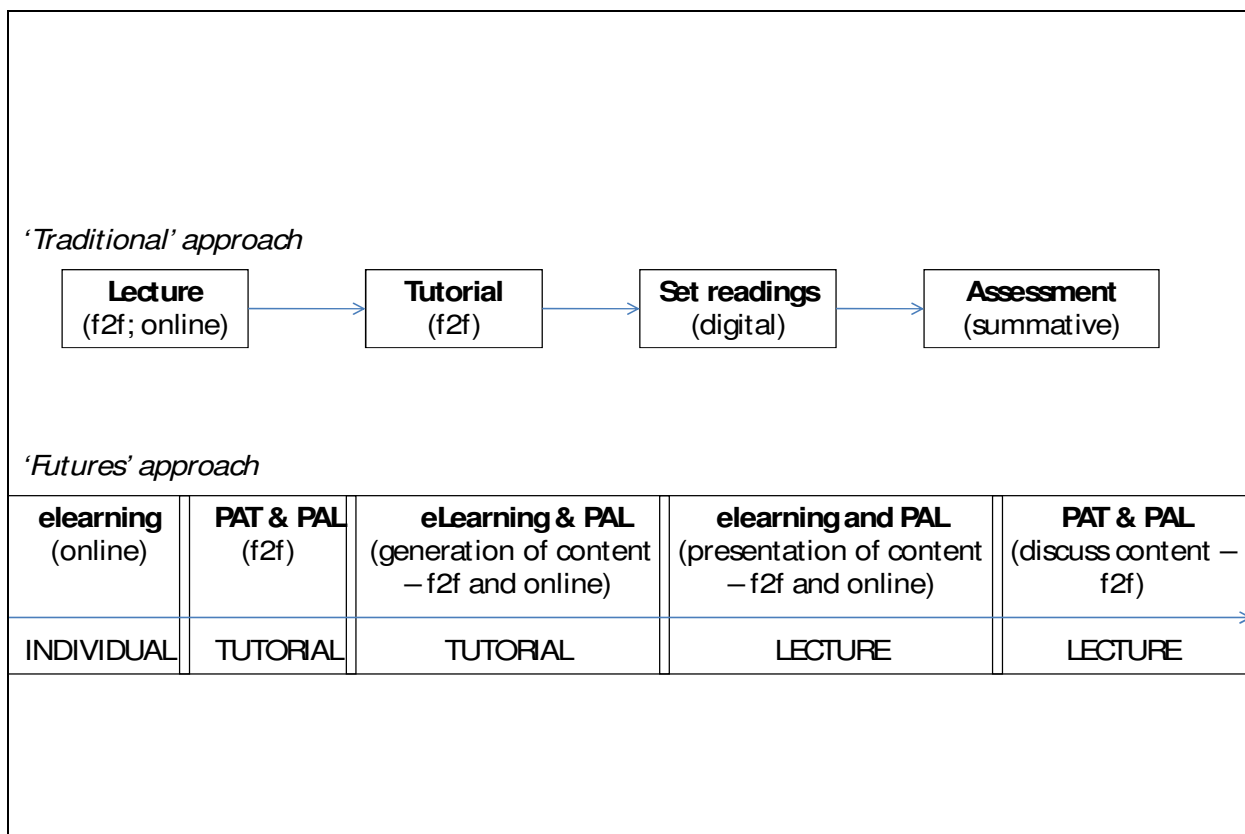 ‘Traditional’ approach
Lecture
(f2f; online)
Tutorial
(f2f)
Set readings
(digital)
Assessment
(summative)
‘Futures’ approach
elearning
(online)
PAT & PAL
(f2f)
eLearning & PAL
(generation of content
– f2f and online)
elearning and PAL
(presentation of content
– f2f and online)
PAT & PAL
(discuss content –
f2f)
INDIVIDUAL
TUTORIAL
TUTORIAL
LECTURE
LECTURE